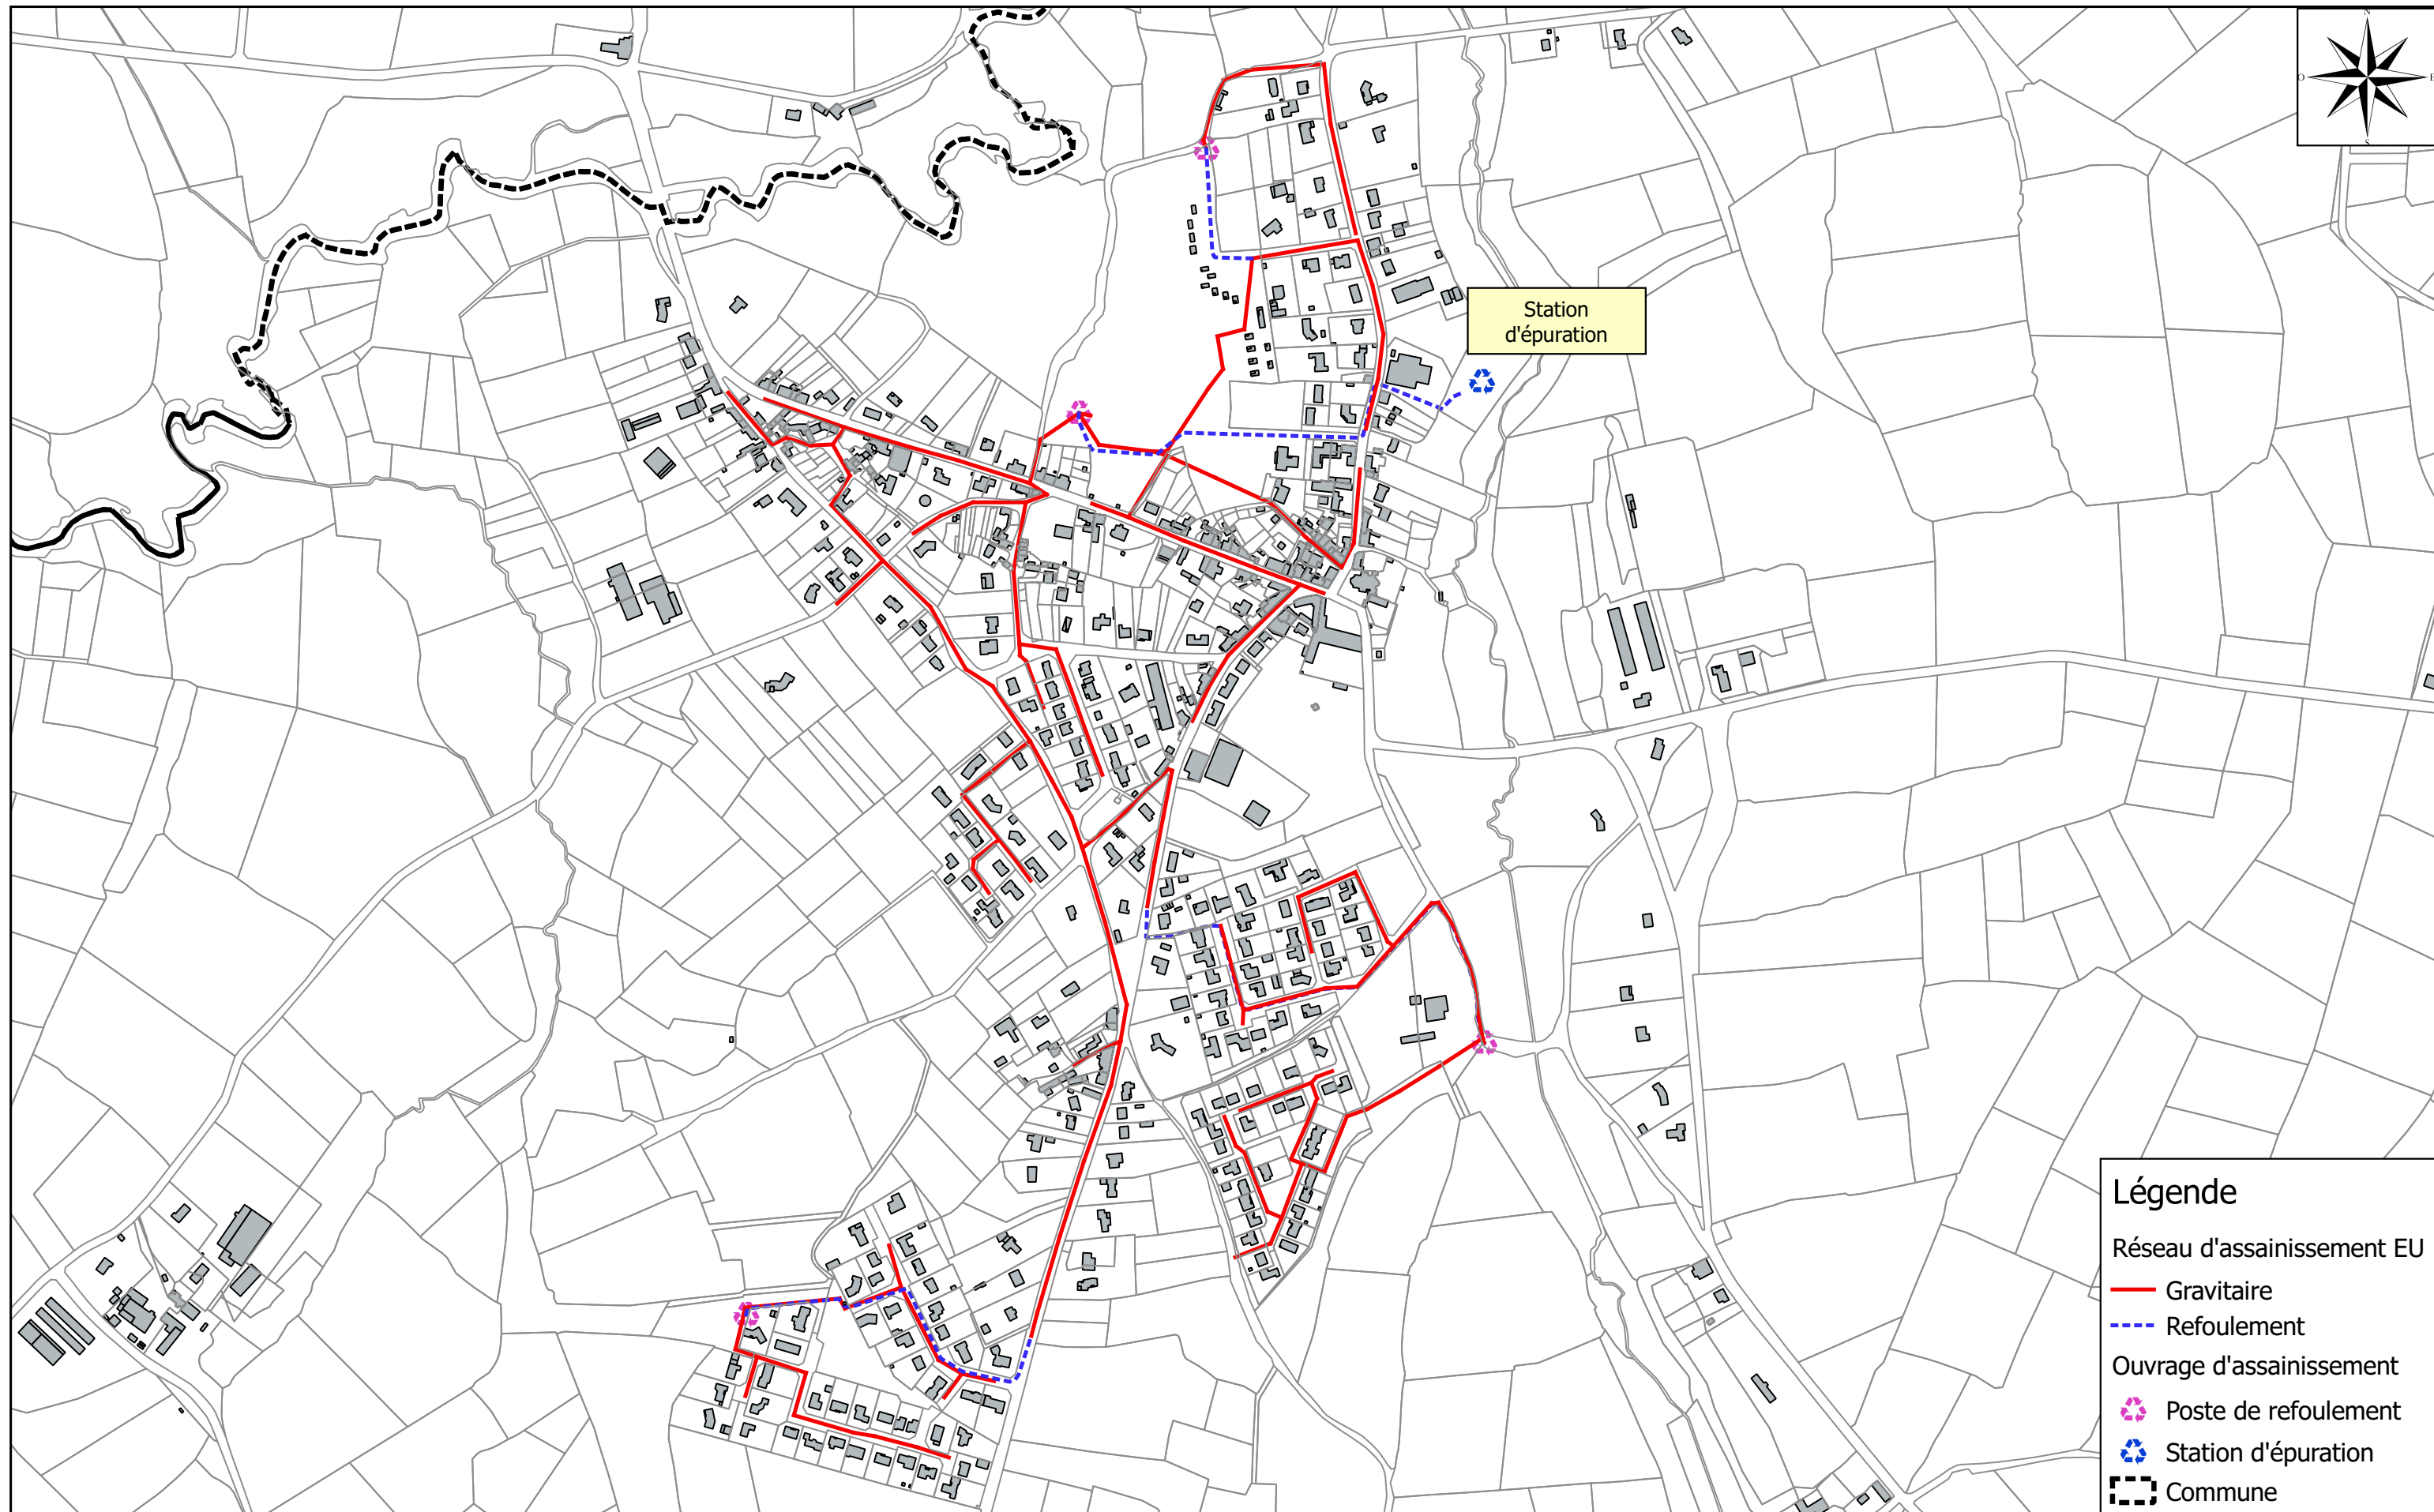 N
O
E
S
Station
d'épuration
Légende
Réseau d'assainissement EU
Gravitaire
Refoulement
Ouvrage d'assainissement
Poste de refoulement
Station d'épuration
Commune